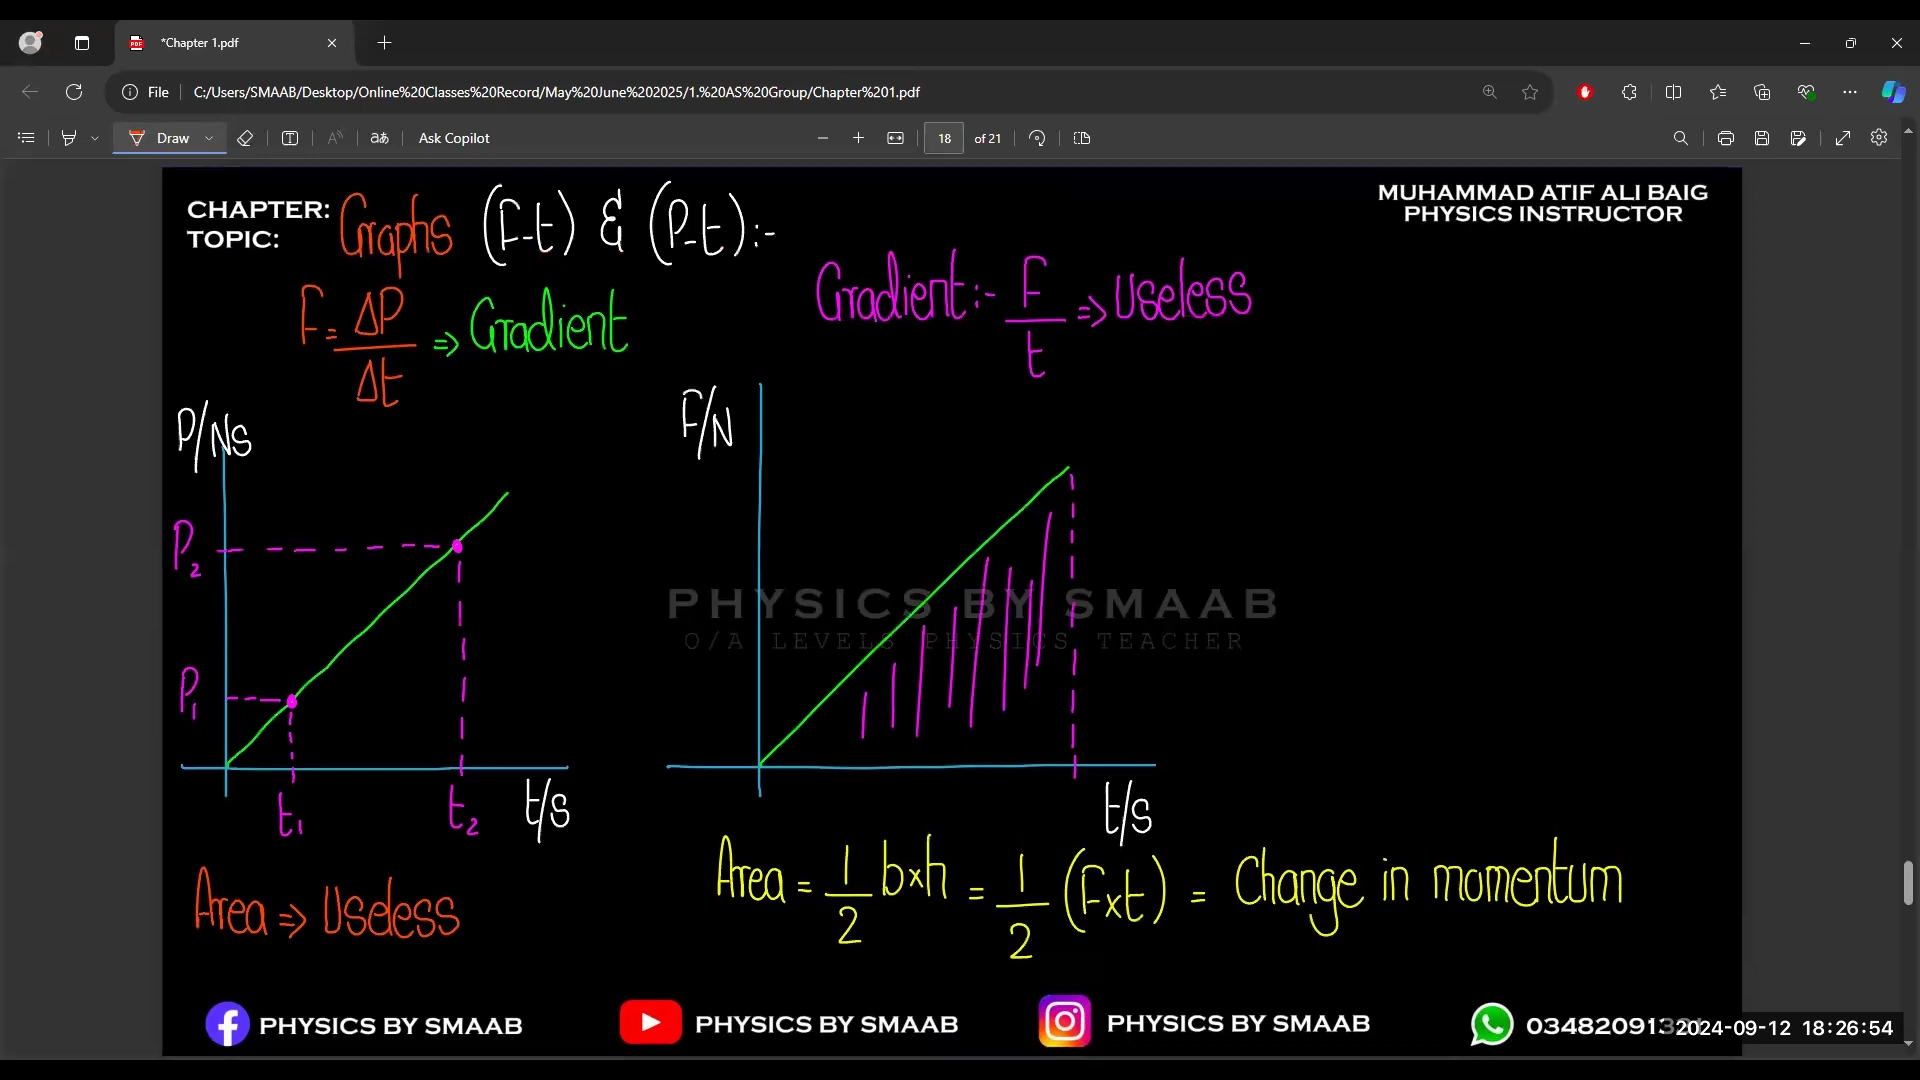 *Chapter 1.pdf
File
C:/Users/SMAAB/Desktop/Online%20Classes%20Record/May%20June%202025/1.%20AS%20Group/Chapter%201.pdf
Draw
aあ
Ask Copilot
18 of 21
CHAPTER: Graphs (F-t) & (P-t):-
TOPIC:
MUHAMMAD ATIF ALI BAIG
PHYSICS INSTRUCTOR
F = ΔP/Δt => Gradient
Gradient:- F/t => Useless
P/Ns
P2
P1
t1
t2
t/s
F/N
t/s
PHYSICS BY SMAAB
O/A LEVELS PHYSICS TEACHER
Area => Useless
Area = 1/2 b×h = 1/2 (F×t) = Change in momentum
PHYSICS BY SMAAB
PHYSICS BY SMAAB
PHYSICS BY SMAAB
2024-09-12 18:26:54